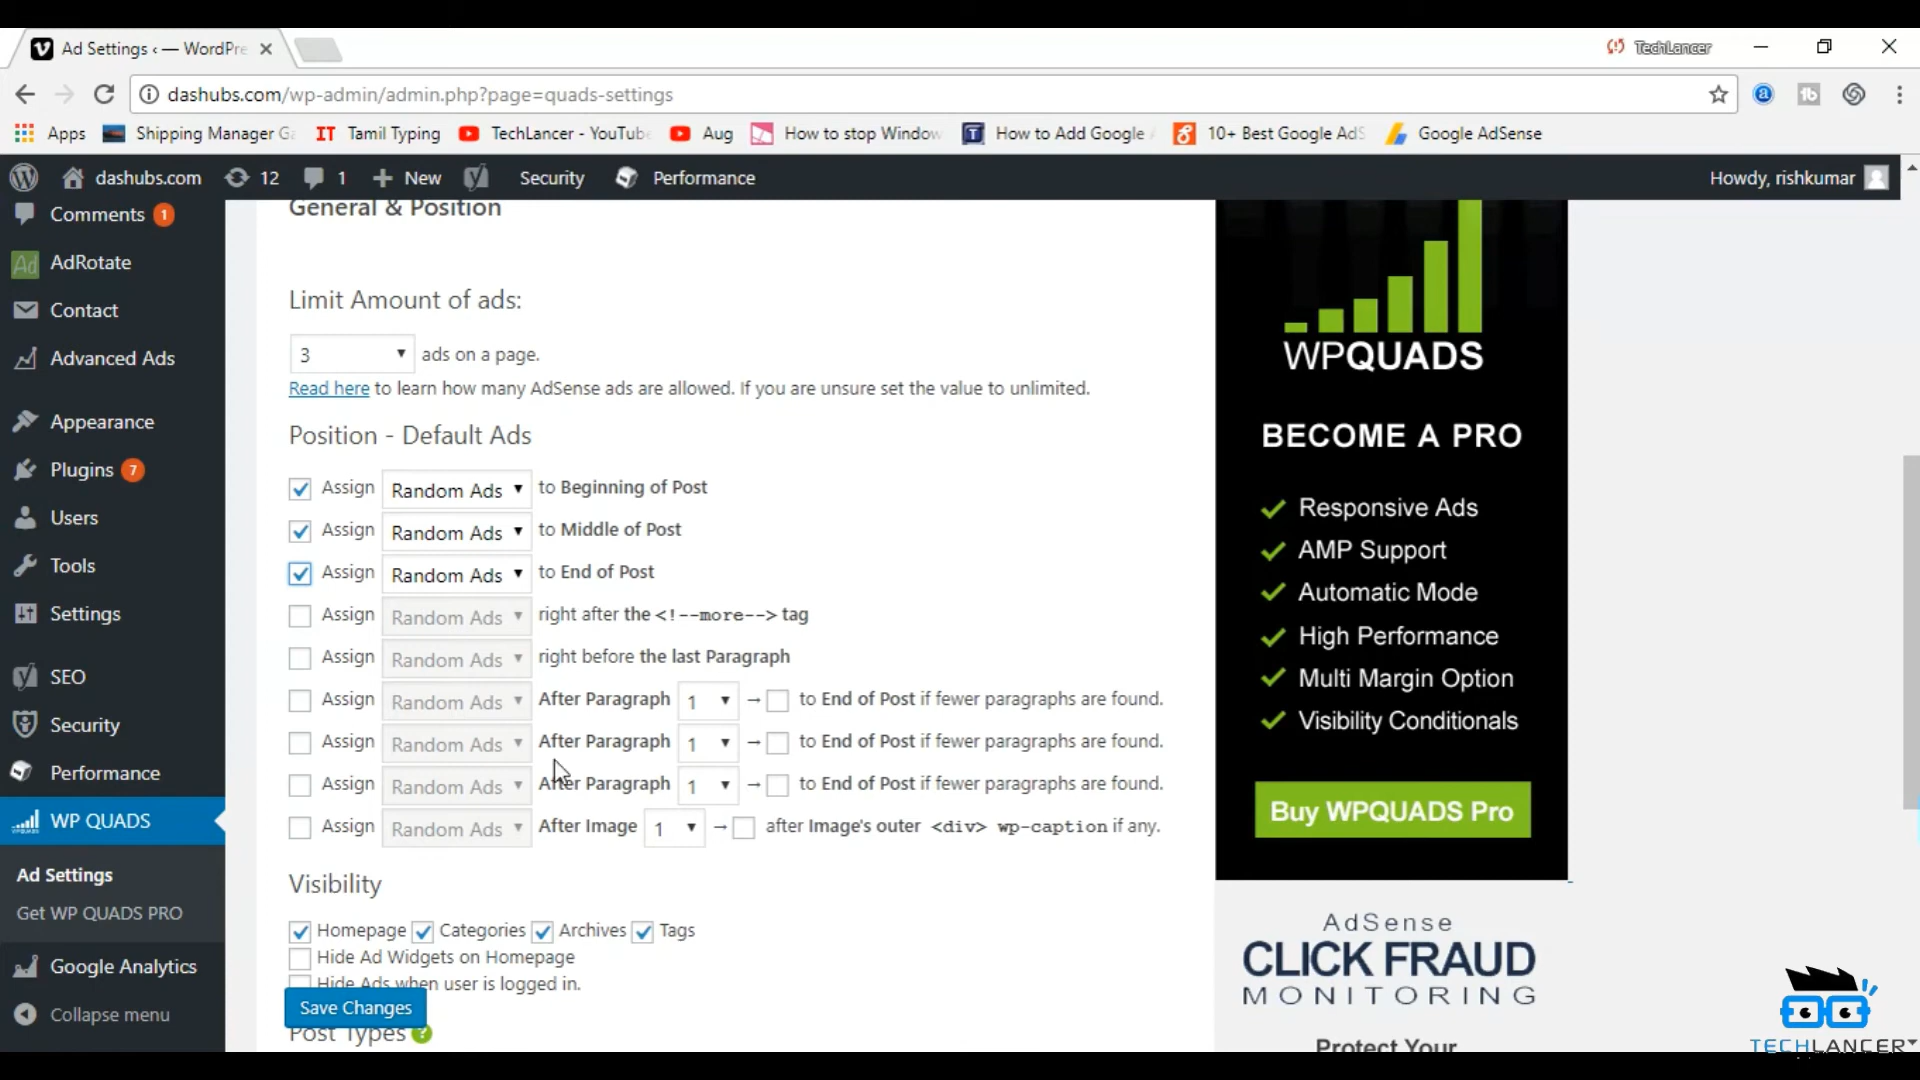 Ad Settings ‹ — WordPre
TechLancer
dashubs.com/wp-admin/admin.php?page=quads-settings
Apps Shipping Manager Ga IT Tamil Typing TechLancer - YouTube Aug How to stop Window How to Add Google A 10+ Best Google AdS Google AdSense
dashubs.com 12 1 New Security Performance Howdy, rishkumar
Comments 1
AdRotate
Contact
Advanced Ads
Appearance
Plugins 7
Users
Tools
Settings
SEO
Security
Performance
WP QUADS
Ad Settings
Get WP QUADS PRO
Google Analytics
Collapse menu
General & Position
Limit Amount of ads:
3 ads on a page.
Read here to learn how many AdSense ads are allowed. If you are unsure set the value to unlimited.
Position - Default Ads
Assign Random Ads to Beginning of Post
Assign Random Ads to Middle of Post
Assign Random Ads to End of Post
Assign Random Ads right after the <!--more--> tag
Assign Random Ads right before the last Paragraph
Assign Random Ads After Paragraph 1 → to End of Post if fewer paragraphs are found.
Assign Random Ads After Paragraph 1 → to End of Post if fewer paragraphs are found.
Assign Random Ads After Paragraph 1 → to End of Post if fewer paragraphs are found.
Assign Random Ads After Image 1 → after Image's outer <div> wp-caption if any.
Visibility
Homepage Categories Archives Tags
Hide Ad Widgets on Homepage
Hide Ads when user is logged in.
Save Changes
Post Types ?
WPQUADS
BECOME A PRO
Responsive Ads
AMP Support
Automatic Mode
High Performance
Multi Margin Option
Visibility Conditionals
Buy WPQUADS Pro
AdSense
CLICK FRAUD
MONITORING
Protect Your
TECHLANCER